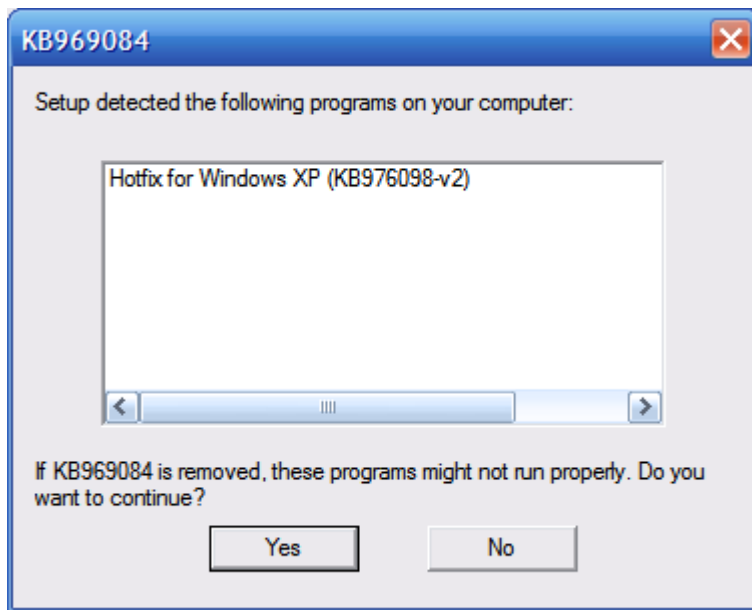 KB969084
Setup detected the following programs on your computer:
Hotfix for Windows XP (KB976098-v2)
If KB969084 is removed, these programs might not run properly. Do you
want to continue?
Yes
No